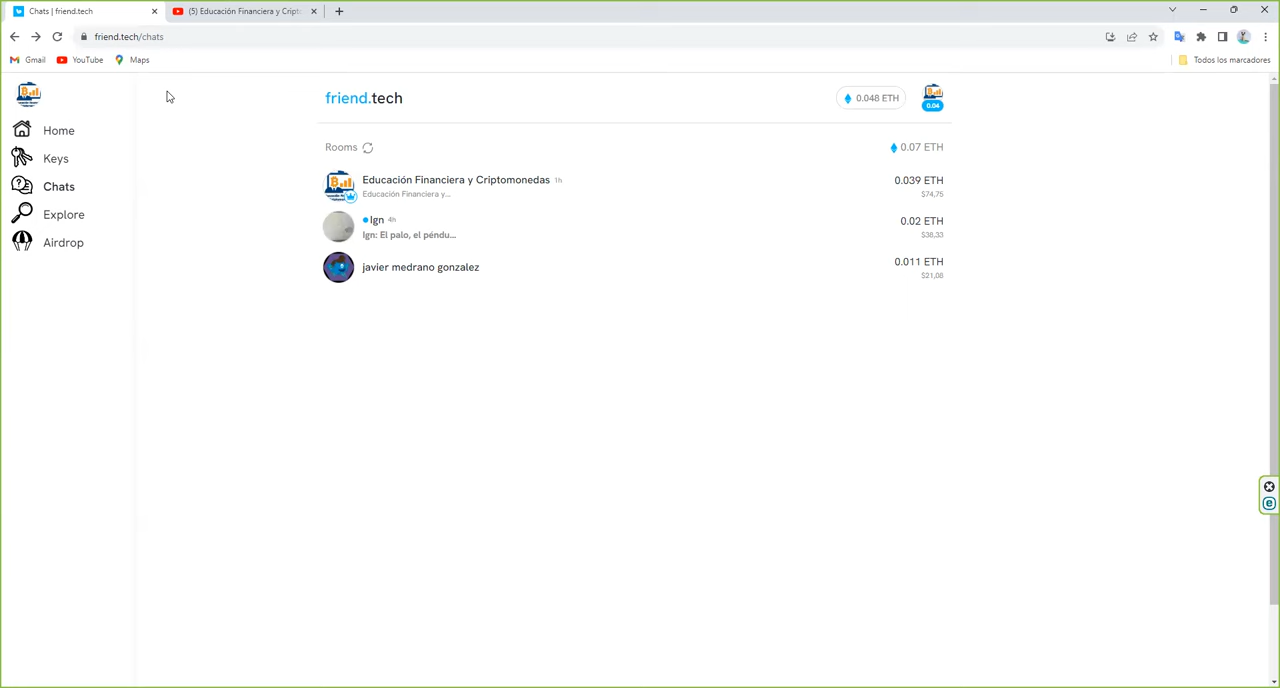 Chats | friend.tech
(5) Educación Financiera y Cripto
friend.tech/chats
Gmail
YouTube
Maps
Todos los marcadores
Home
Keys
Chats
Explore
Airdrop
friend.tech
0.048 ETH
0.04
Rooms
0.07 ETH
Educación Financiera y Criptomonedas 1h
Educación Financiera y...
0.039 ETH
$74,75
Ign 4h
Ign: El palo, el péndu...
0.02 ETH
$38,33
javier medrano gonzalez
0.011 ETH
$21,08